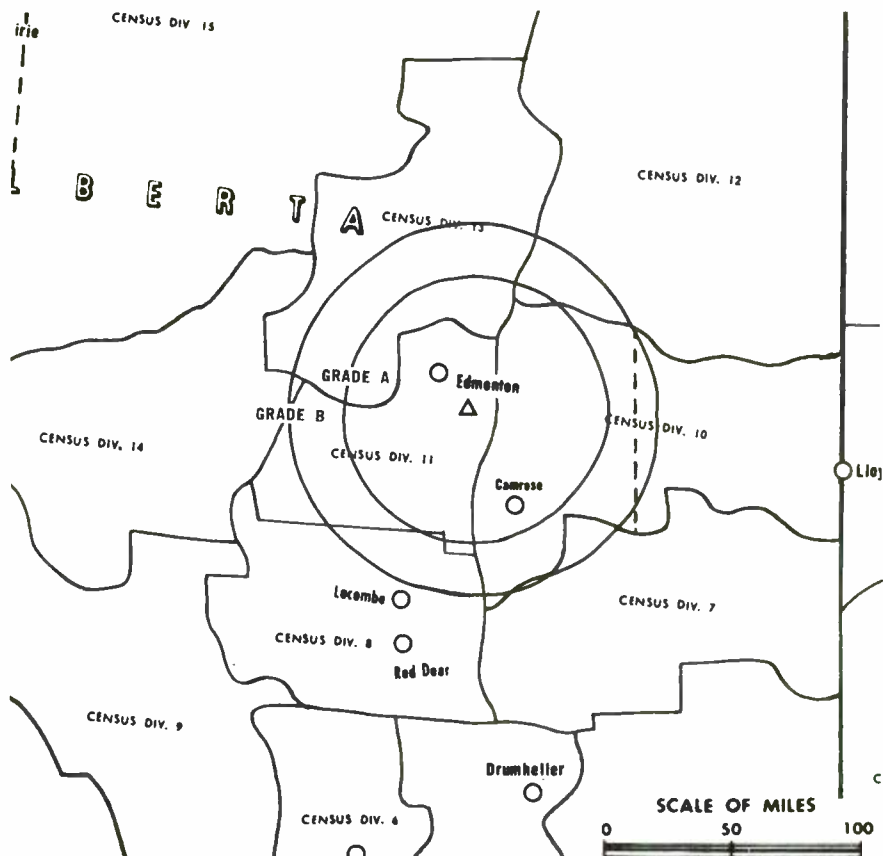 CENSUS DIV 15
irie
L B E R T A
CENSUS DIV. 12
CENSUS DIV. 13
GRADE A
Edmonton
GRADE B
CENSUS DIV. 10
CENSUS DIV. 14
CENSUS DIV. 11
Camrose
Lacombe
CENSUS DIV. 7
CENSUS DIV. 8
Red Deer
CENSUS DIV. 9
Drumheller
SCALE OF MILES
0 50 100
CENSUS DIV. 6
C